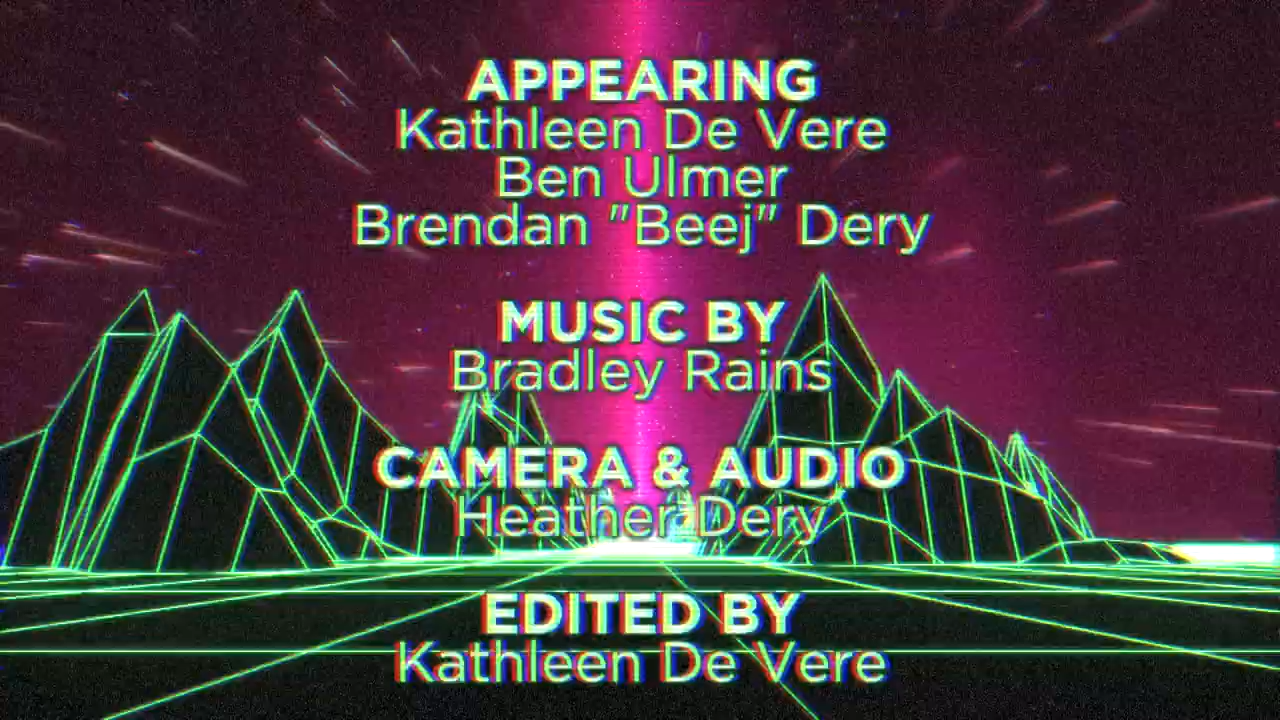 APPEARING
Kathleen De Vere
Ben Ulmer
Brendan "Beej" Dery
MUSIC BY
Bradley Rains
CAMERA & AUDIO
Heather Dery
EDITED BY
Kathleen De Vere